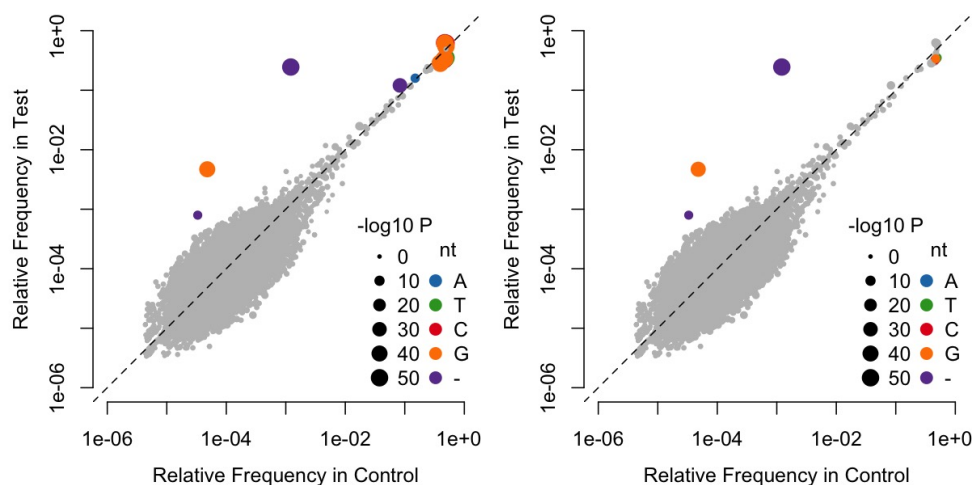 Relative Frequency in Test
1e+0
1e-02
1e-04
1e-06
-log10 P
nt
0
10 A
20 T
30 C
40 G
50 -
1e-06 1e-04 1e-02 1e+0
Relative Frequency in Control
Relative Frequency in Test
1e+0
1e-02
1e-04
1e-06
-log10 P
nt
0
10 A
20 T
30 C
40 G
50 -
1e-06 1e-04 1e-02 1e+0
Relative Frequency in Control